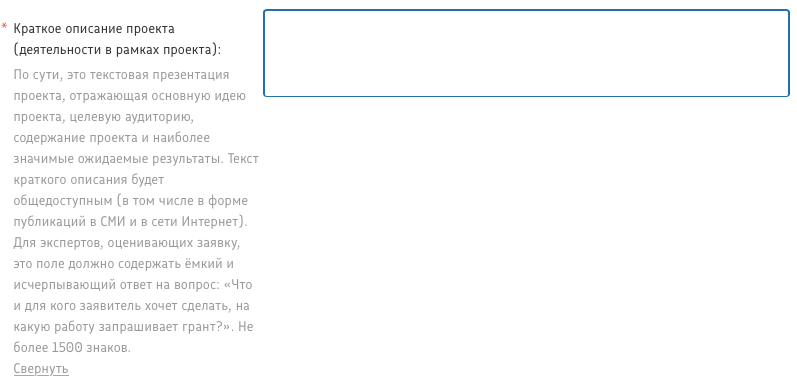 * Краткое описание проекта
(деятельности в рамках проекта):
По сути, это текстовая презентация
проекта, отражающая основную идею
проекта, целевую аудиторию,
содержание проекта и наиболее
значимые ожидаемые результаты. Текст
краткого описания будет
общедоступным (в том числе в форме
публикаций в СМИ и в сети Интернет).
Для экспертов, оценивающих заявку,
это поле должно содержать ёмкий и
исчерпывающий ответ на вопрос: «Что
и для кого заявитель хочет сделать, на
какую работу запрашивает грант?». Не
более 1500 знаков.
Свернуть